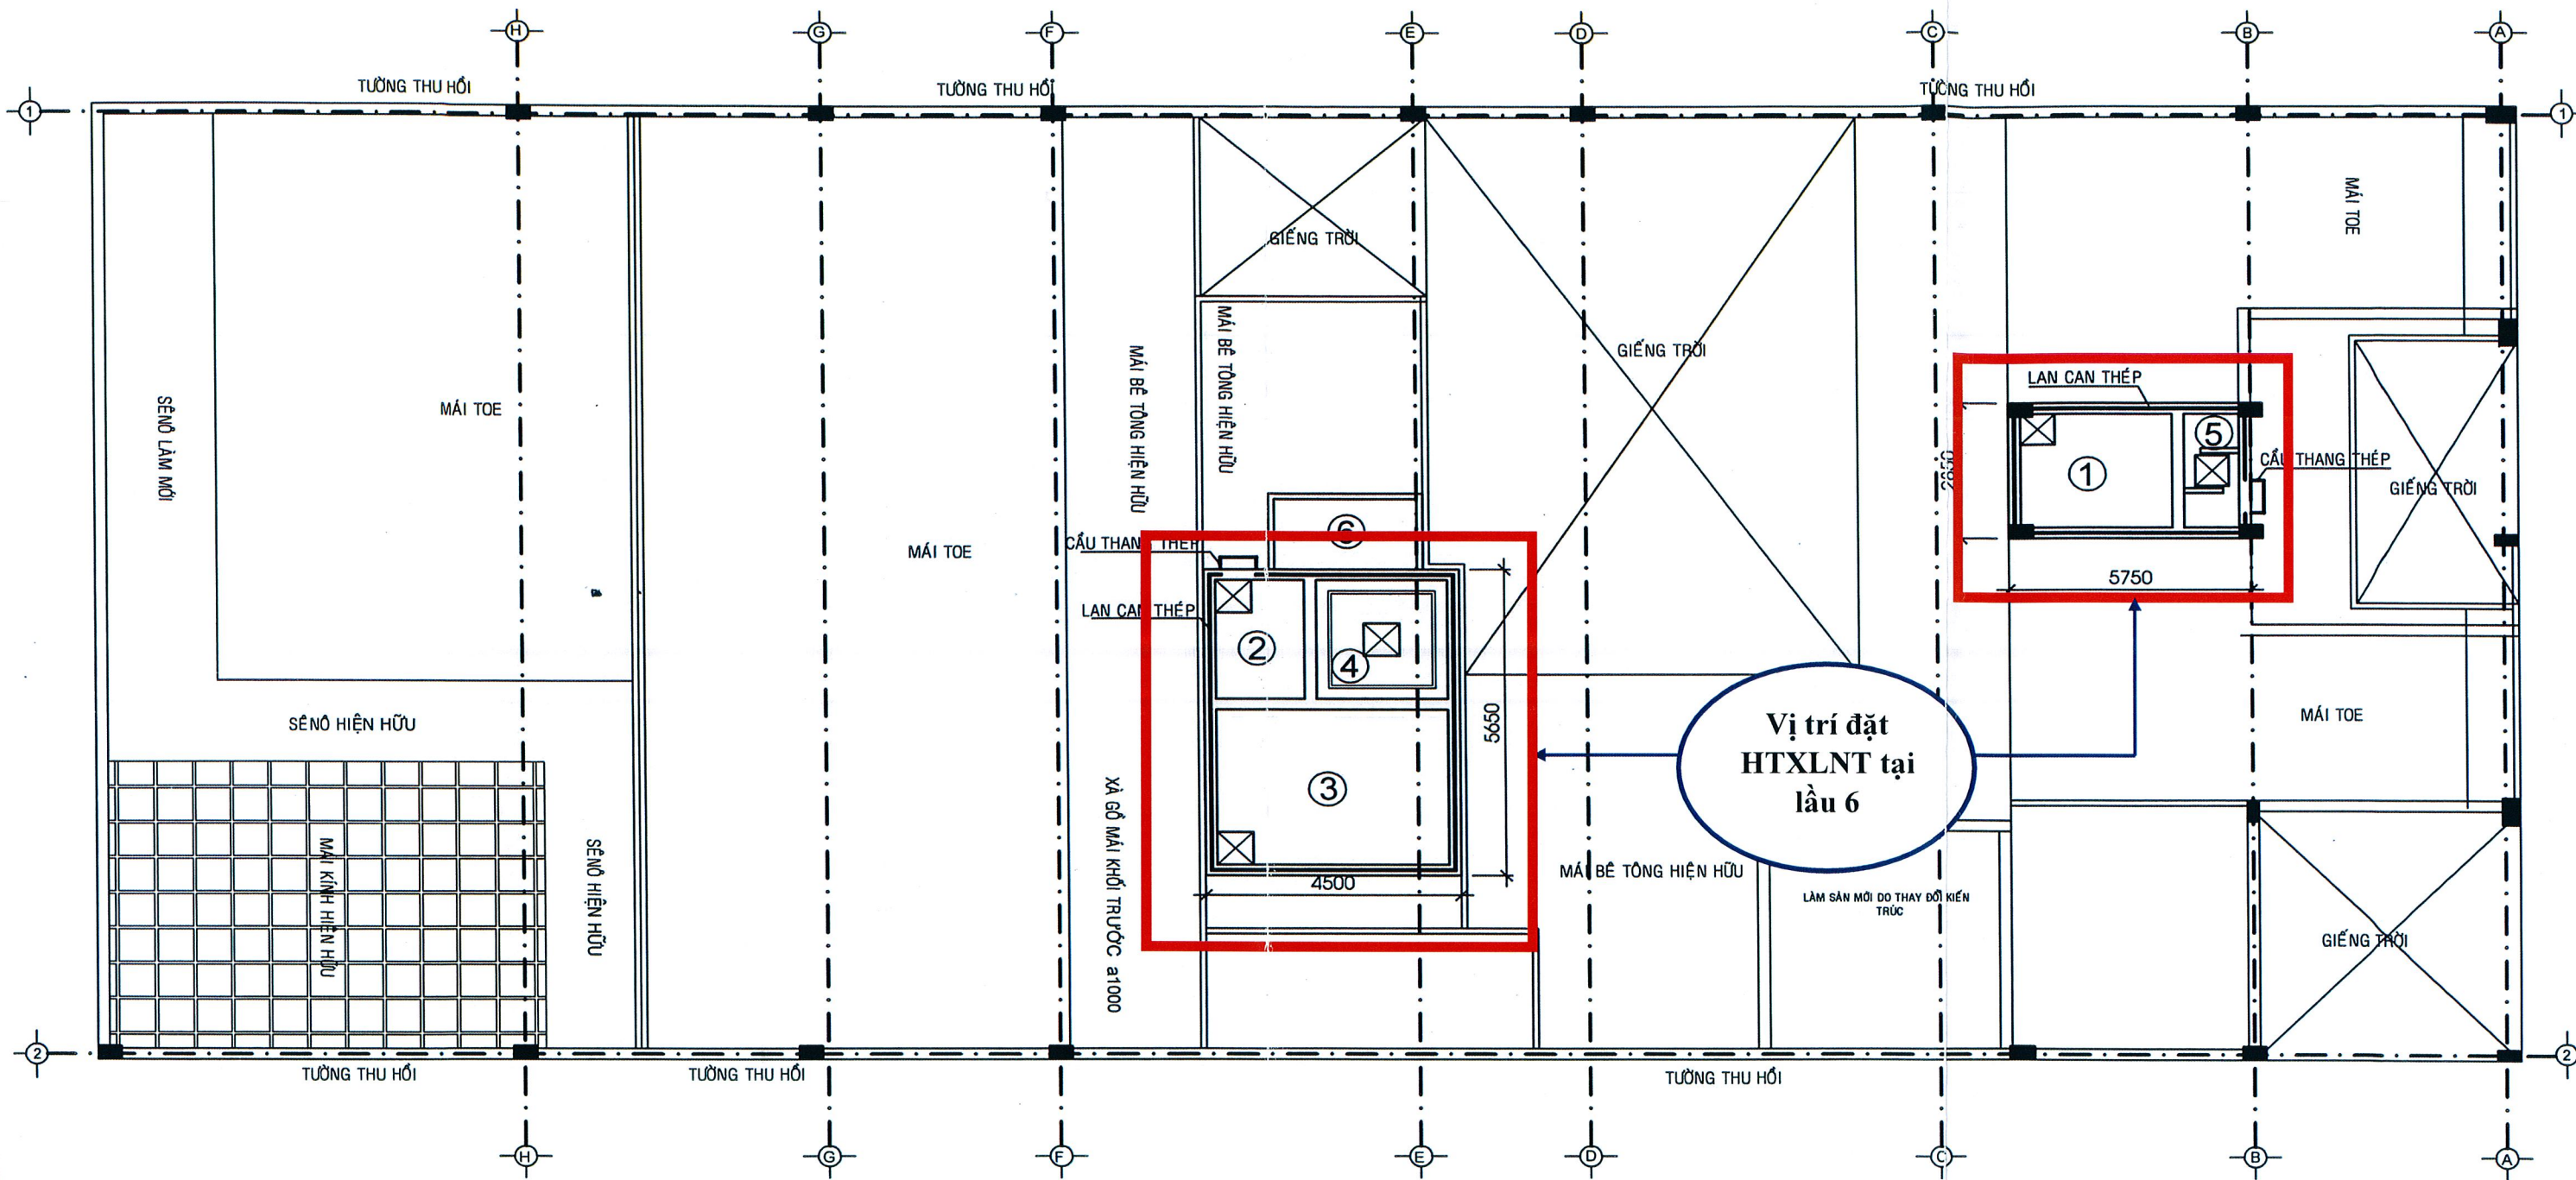 H G F E D C B A
TƯỜNG THU HỒI
TƯỜNG THU HỒI
TƯỜNG THU HỒI
1
1
MÁI TOE
GIẾNG TRỜI
MÁI BÊ TÔNG HIỆN HỮU
MÁI BÊ TÔNG HIỆN HỮU
GIẾNG TRỜI
LAN CAN THÉP
SÊNÔ LÀM MỚI
MÁI TOE
5
1
CẦU THANG THÉP
GIẾNG TRỜI
6
CẦU THANG THÉP
MÁI TOE
5750
LAN CAN THÉP
2
4
5650
SÊNÔ HIỆN HỮU
Vị trí đặt
HTXLNT tại
lầu 6
MÁI TOE
3
XÀ GỒ MÁI KHỐI TRƯỚC a1000
MÁI KÍNH HIỆN HỮU
SÊNÔ HIỆN HỮU
4500
MÁI BÊ TÔNG HIỆN HỮU
LÀM SÀN MỚI DO THAY ĐỔI KIẾN
TRÚC
GIẾNG TRỜI
2
2
TƯỜNG THU HỒI
TƯỜNG THU HỒI
TƯỜNG THU HỒI
H G F E D C B A